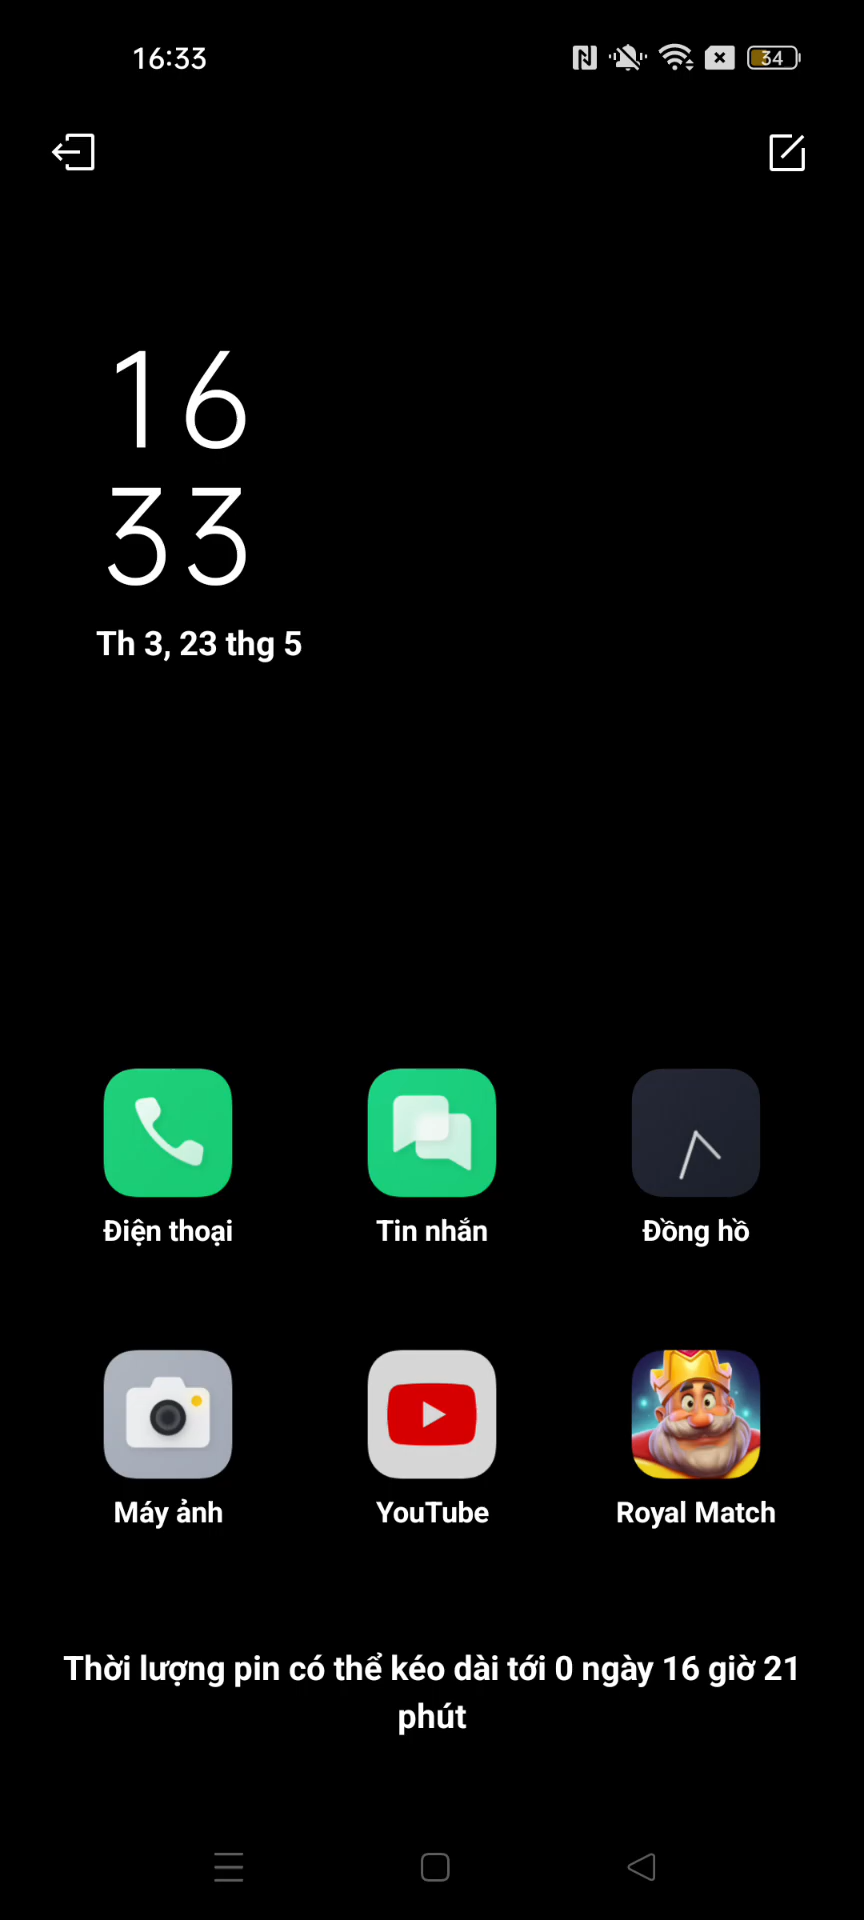 16:33
34
16
33
Th 3, 23 thg 5
Điện thoại
Tin nhắn
Đồng hồ
Máy ảnh
YouTube
Royal Match
Thời lượng pin có thể kéo dài tới 0 ngày 16 giờ 21
phút